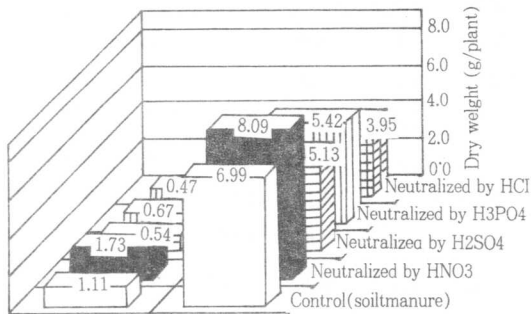 8.0
6.0
4.0
2.0
0.0
Dry welght (g/plant)
8.09
5.42
3.95
5.13
6.99
0.47
0.67
0.54
1.73
1.11
Neutralized by HCl
Neutralized by H3PO4
Neutralized by H2SO4
Neutralized by HNO3
Control(soiltmanure)